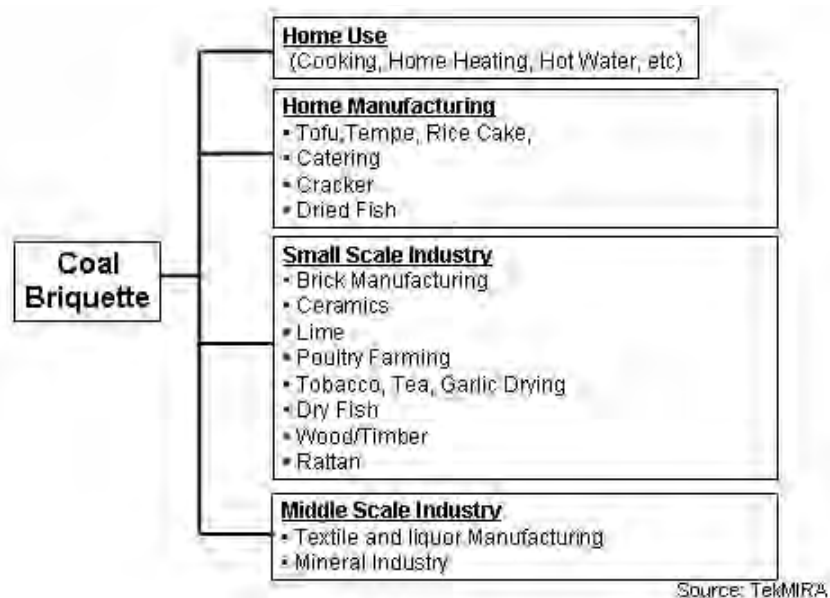 Home Use
(Cooking, Home Heating, Hot Water, etc)
Home Manufacturing
▪ Tofu,Tempe, Rice Cake,
▪ Catering
▪ Cracker
▪ Dried Fish
Coal
Briquette
Small Scale Industry
▪ Brick Manufacturing
▪ Ceramics
▪ Lime
▪ Poultry Farming
▪ Tobacco, Tea, Garlic Drying
▪ Dry Fish
▪ Wood/Timber
▪ Rattan
Middle Scale Industry
▪ Textile and liquor Manufacturing
▪ Mineral Industry
Source: TekMIRA